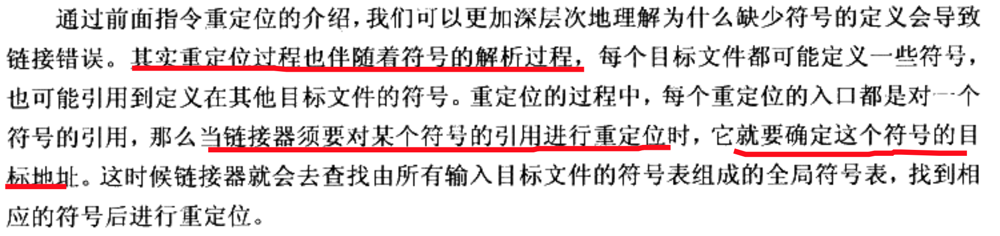 通过前面指令重定位的介绍，我们可以更加深层次地理解为什么缺少符号的定义会导致
链接错误。其实重定位过程也伴随着符号的解析过程，每个目标文件都可能定义一些符号，
也可能引用到定义在其他目标文件的符号。重定位的过程中，每个重定位的入口都是对一个
符号的引用，那么当链接器须要对某个符号的引用进行重定位时，它就要确定这个符号的目
标地址。这时候链接器就会去查找由所有输入目标文件的符号表组成的全局符号表，找到相
应的符号后进行重定位。